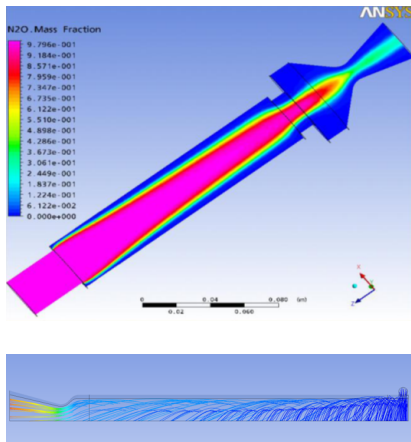 ANSYS
N2O.Mass Fraction
9.796e-001
9.184e-001
8.571e-001
7.959e-001
7.347e-001
6.735e-001
6.122e-001
5.510e-001
4.898e-001
4.286e-001
3.673e-001
3.061e-001
2.449e-001
1.837e-001
1.224e-001
6.122e-002
0.000e+000
0 0.04 0.080 (m)
0.02 0.060
X
Z